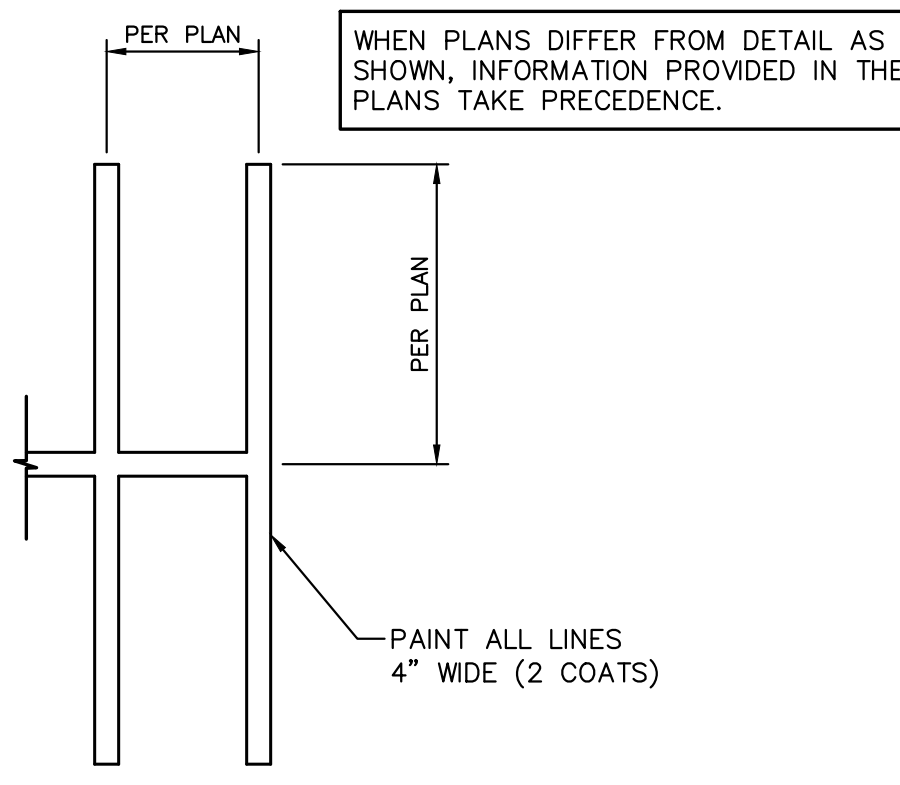 PER PLAN
WHEN PLANS DIFFER FROM DETAIL AS
SHOWN, INFORMATION PROVIDED IN THE
PLANS TAKE PRECEDENCE.
PER PLAN
PAINT ALL LINES
4" WIDE (2 COATS)